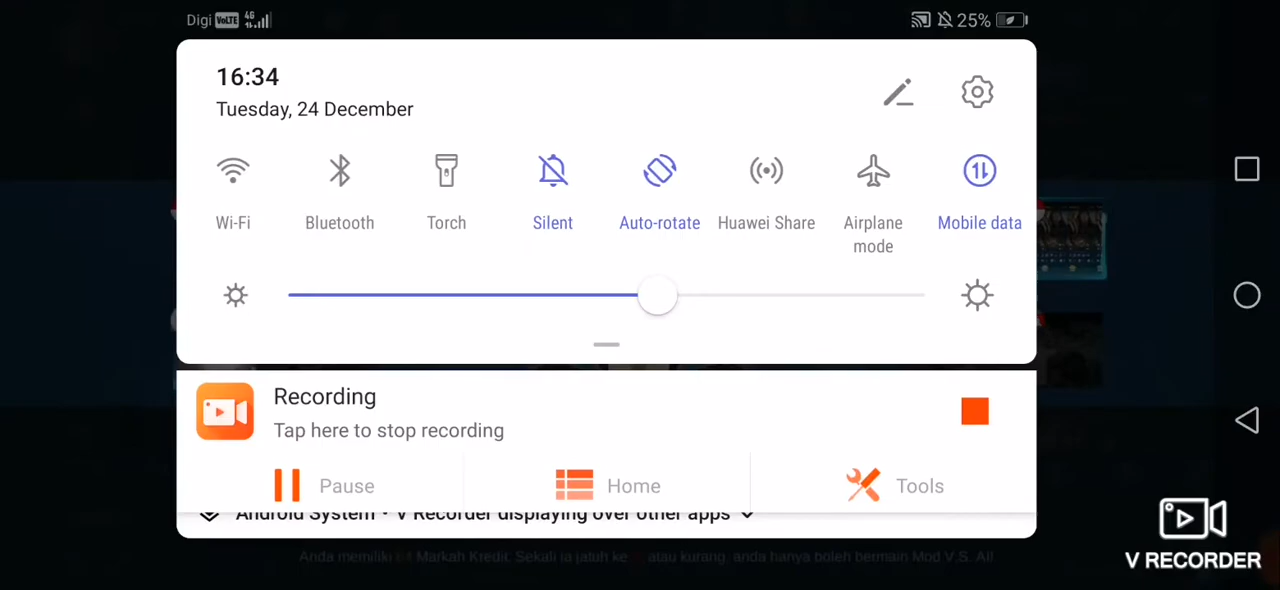 Digi VoLTE 4G 25%
16:34
Tuesday, 24 December
Wi-Fi
Bluetooth
Torch
Silent
Auto-rotate
Huawei Share
Airplane
mode
Mobile data
Recording
Tap here to stop recording
Pause
Home
Tools
Android System • V Recorder displaying over other apps
Anda memiliki Markah Kredit. Sekali ia jatuh ke atau kurang, anda hanya boleh bermain Mod V.S. AI!
V RECORDER